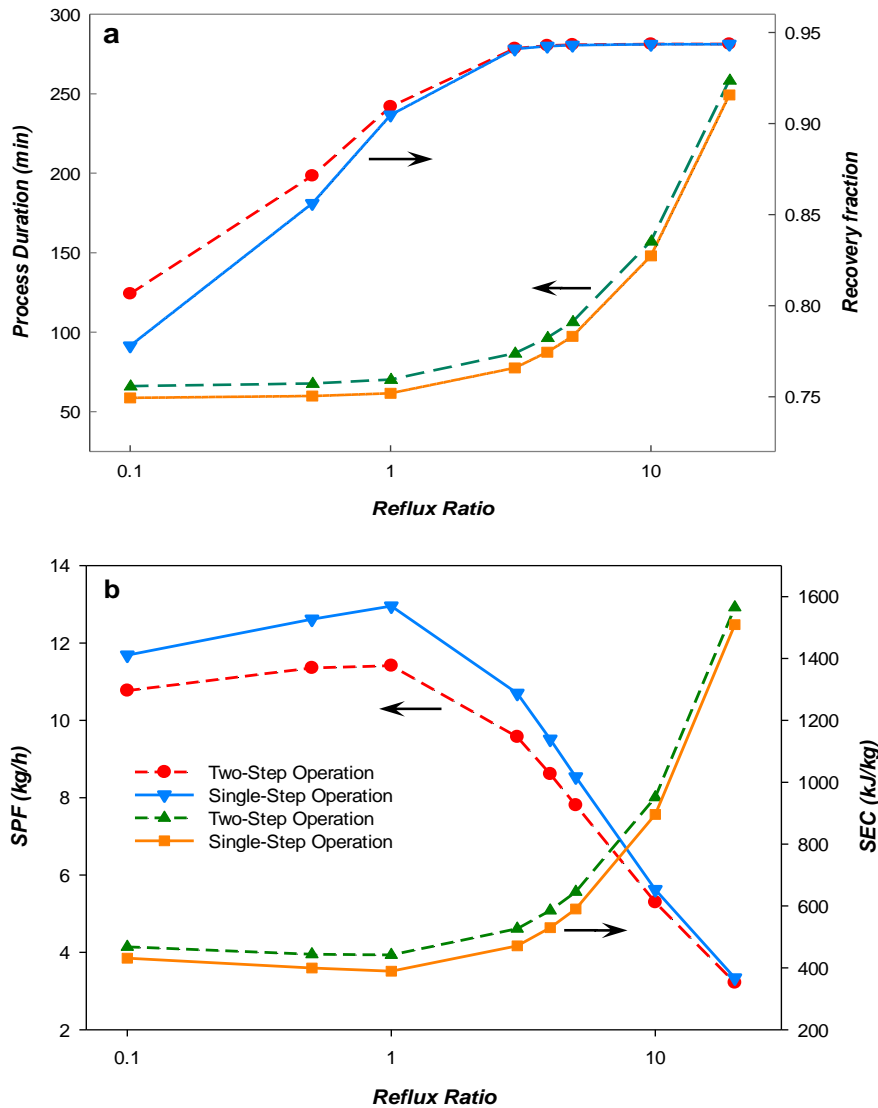 a
300
250
200
150
100
50
Process Duration (min)
0.95
0.90
0.85
0.80
0.75
Recovery fraction
0.1
1
10
Reflux Ratio
b
14
12
10
8
6
4
2
SPF (kg/h)
Two-Step Operation
Single-Step Operation
Two-Step Operation
Single-Step Operation
1600
1400
1200
1000
800
600
400
200
SEC (kJ/kg)
0.1
1
10
Reflux Ratio